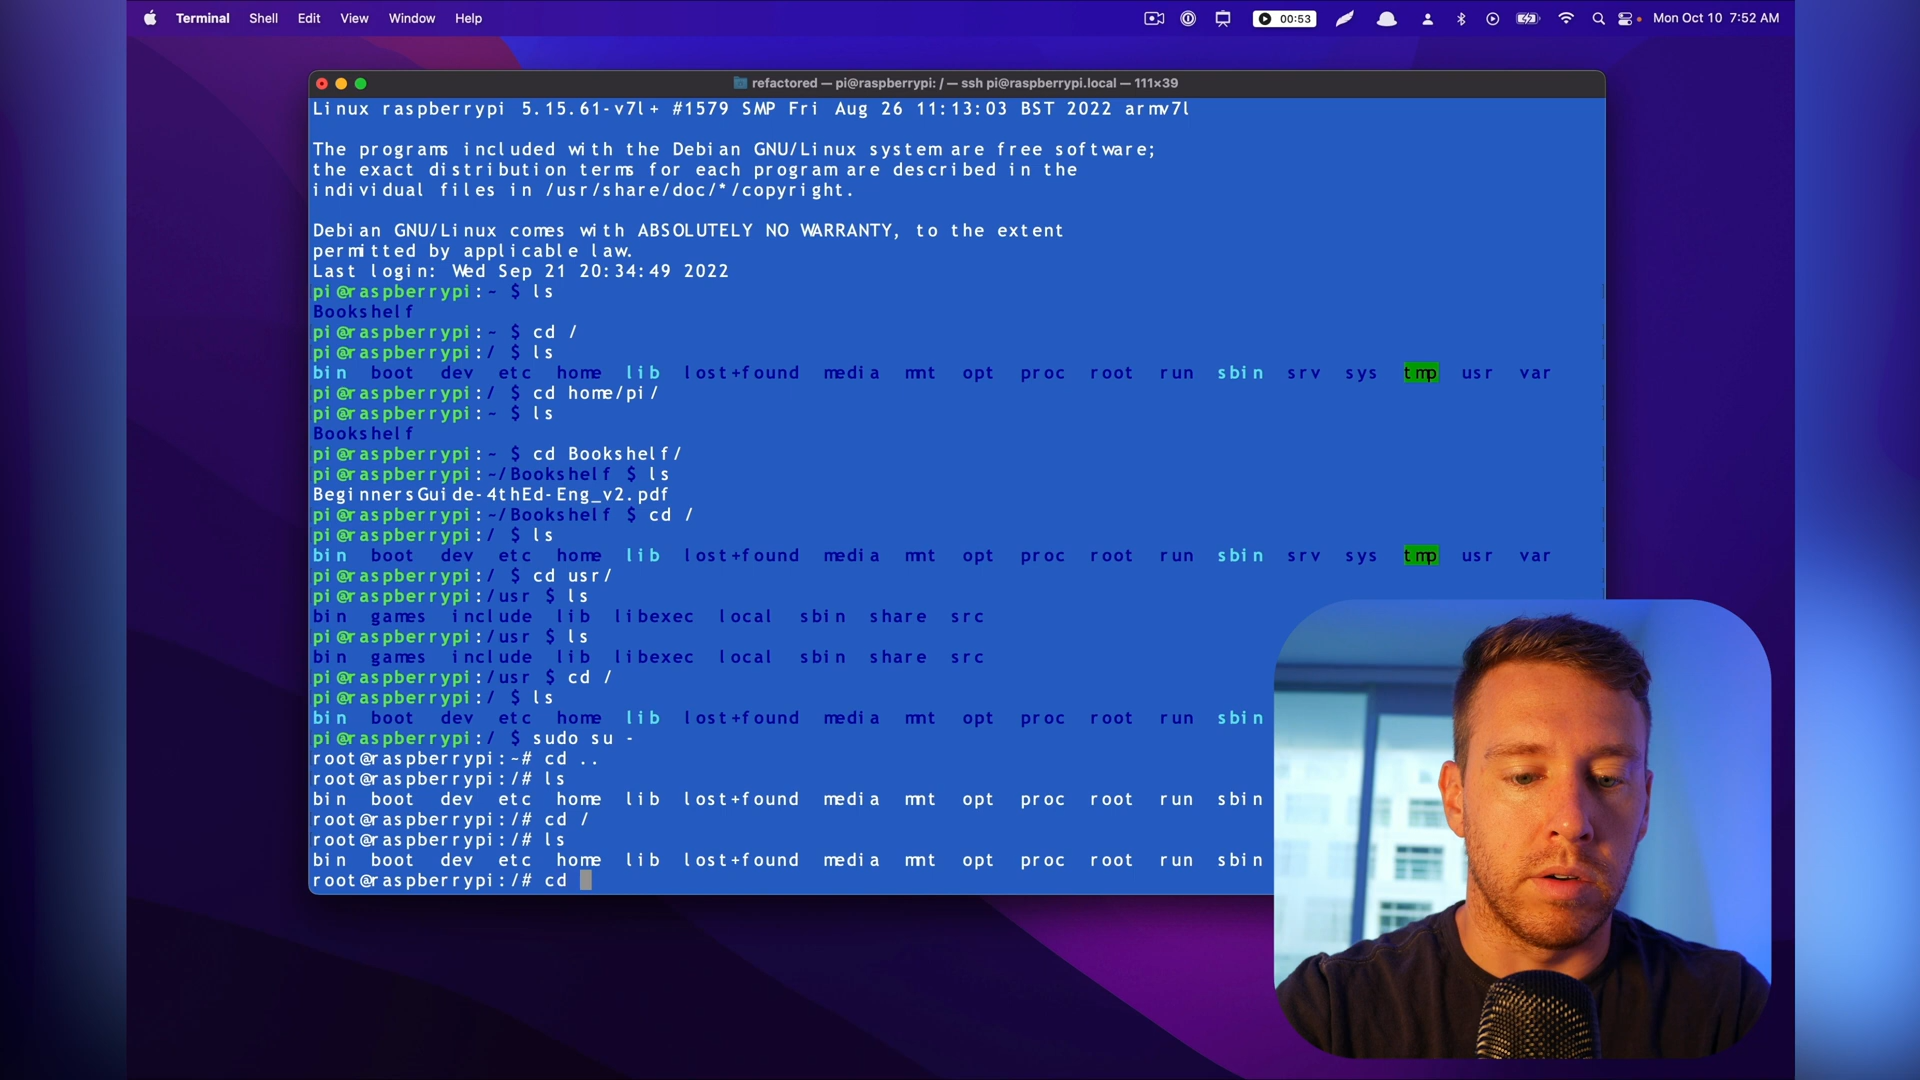 Terminal Shell Edit View Window Help 00:53 Mon Oct 10 7:52 AM
refactored — pi@raspberrypi: / — ssh pi@raspberrypi.local — 111×39
Linux raspberrypi 5.15.61-v7l+ #1579 SMP Fri Aug 26 11:13:03 BST 2022 armv7l
The programs included with the Debian GNU/Linux system are free software;
the exact distribution terms for each program are described in the
individual files in /usr/share/doc/*/copyright.
Debian GNU/Linux comes with ABSOLUTELY NO WARRANTY, to the extent
permitted by applicable law.
Last login: Wed Sep 21 20:34:49 2022
pi@raspberrypi:~ $ ls
Bookshelf
pi@raspberrypi:~ $ cd /
pi@raspberrypi:/ $ ls
bin boot dev etc home lib lost+found media mnt opt proc root run sbin srv sys tmp usr var
pi@raspberrypi:/ $ cd home/pi/
pi@raspberrypi:~ $ ls
Bookshelf
pi@raspberrypi:~ $ cd Bookshelf/
pi@raspberrypi:~/Bookshelf $ ls
BeginnersGuide-4thEd-Eng_v2.pdf
pi@raspberrypi:~/Bookshelf $ cd /
pi@raspberrypi:/ $ ls
bin boot dev etc home lib lost+found media mnt opt proc root run sbin srv sys tmp usr var
pi@raspberrypi:/ $ cd usr/
pi@raspberrypi:/usr $ ls
bin games include lib libexec local sbin share src
pi@raspberrypi:/usr $ ls
bin games include lib libexec local sbin share src
pi@raspberrypi:/usr $ cd /
pi@raspberrypi:/ $ ls
bin boot dev etc home lib lost+found media mnt opt proc root run sbin
pi@raspberrypi:/ $ sudo su -
root@raspberrypi:~# cd ..
root@raspberrypi:/# ls
bin boot dev etc home lib lost+found media mnt opt proc root run sbin
root@raspberrypi:/# cd /
root@raspberrypi:/# ls
bin boot dev etc home lib lost+found media mnt opt proc root run sbin
root@raspberrypi:/# cd